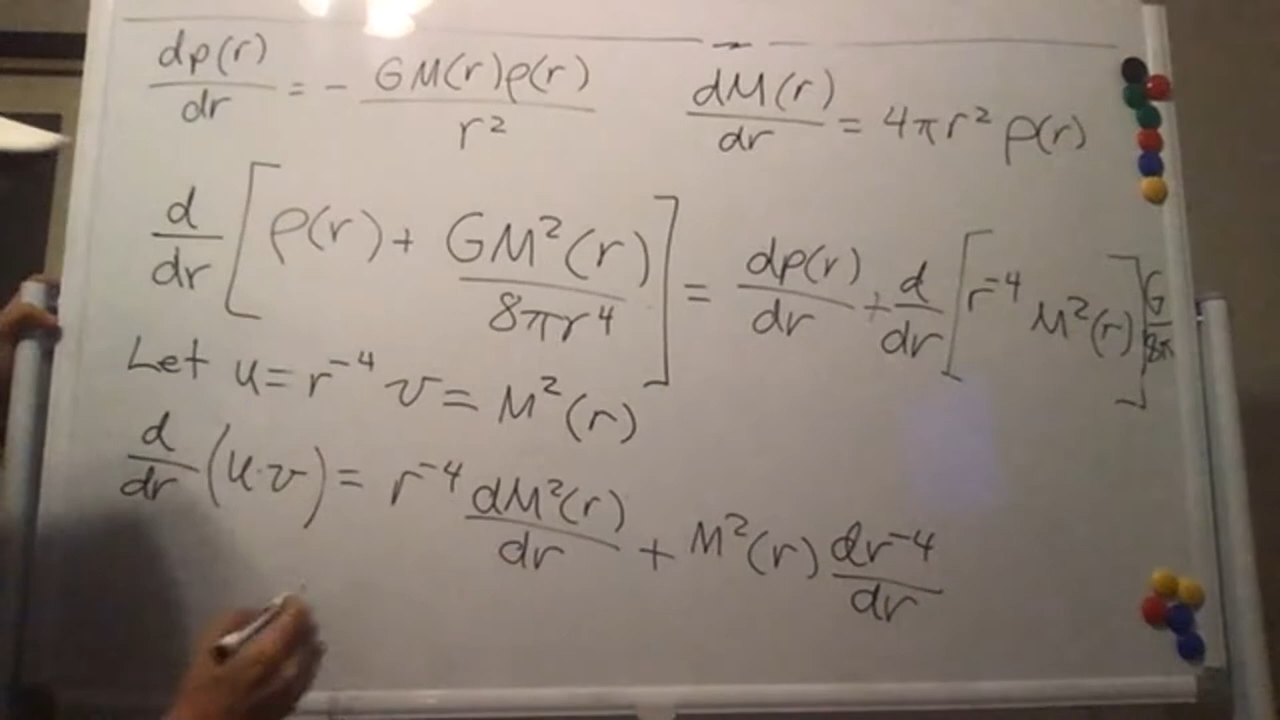 dp(r)/dr = - GM(r)ρ(r)/r² dM(r)/dr = 4πr² ρ(r)
d/dr [ρ(r) + GM²(r)/8πr⁴] = dp(r)/dr + d/dr [r⁻⁴ M²(r)] G/8π
Let u = r⁻⁴ v = M²(r)
d/dr (u·v) = r⁻⁴ dM²(r)/dr + M²(r) dr⁻⁴/dr